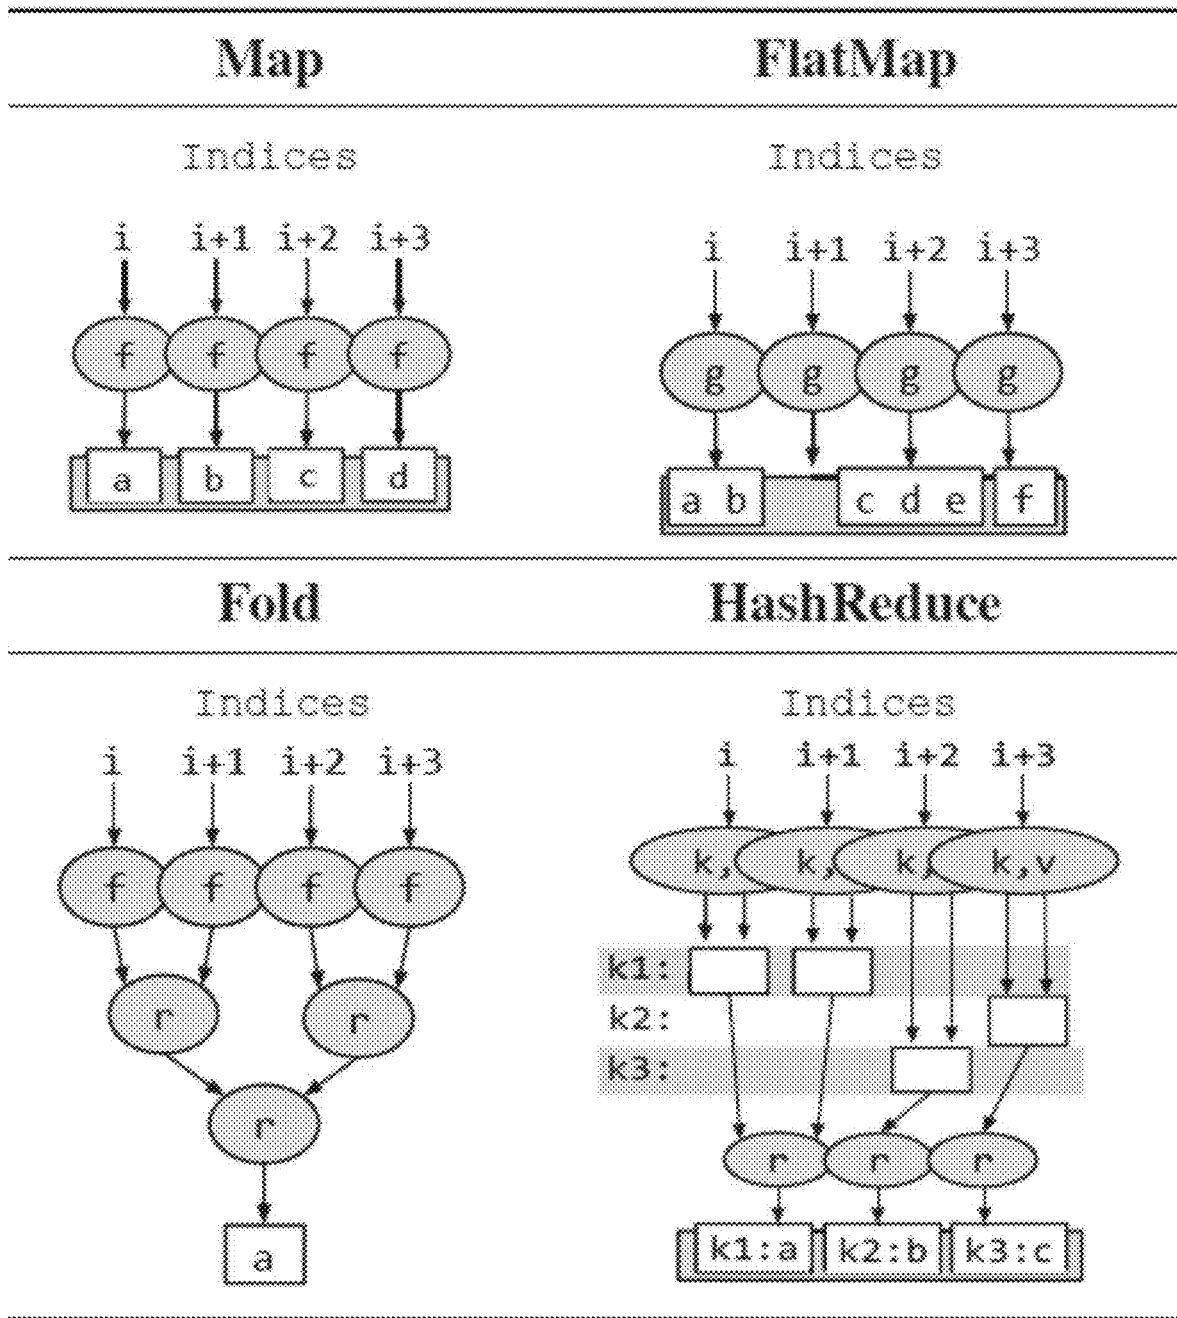 Map FlatMap
Indices Indices
i i+1 i+2 i+3 i i+1 i+2 i+3
f f f f g g g g
a b c d a b c d e f
Fold HashReduce
Indices Indices
i i+1 i+2 i+3 i i+1 i+2 i+3
f f f f k, k, k, k,v
k1:
r r k2:
k3:
r r r r
a k1:a k2:b k3:c